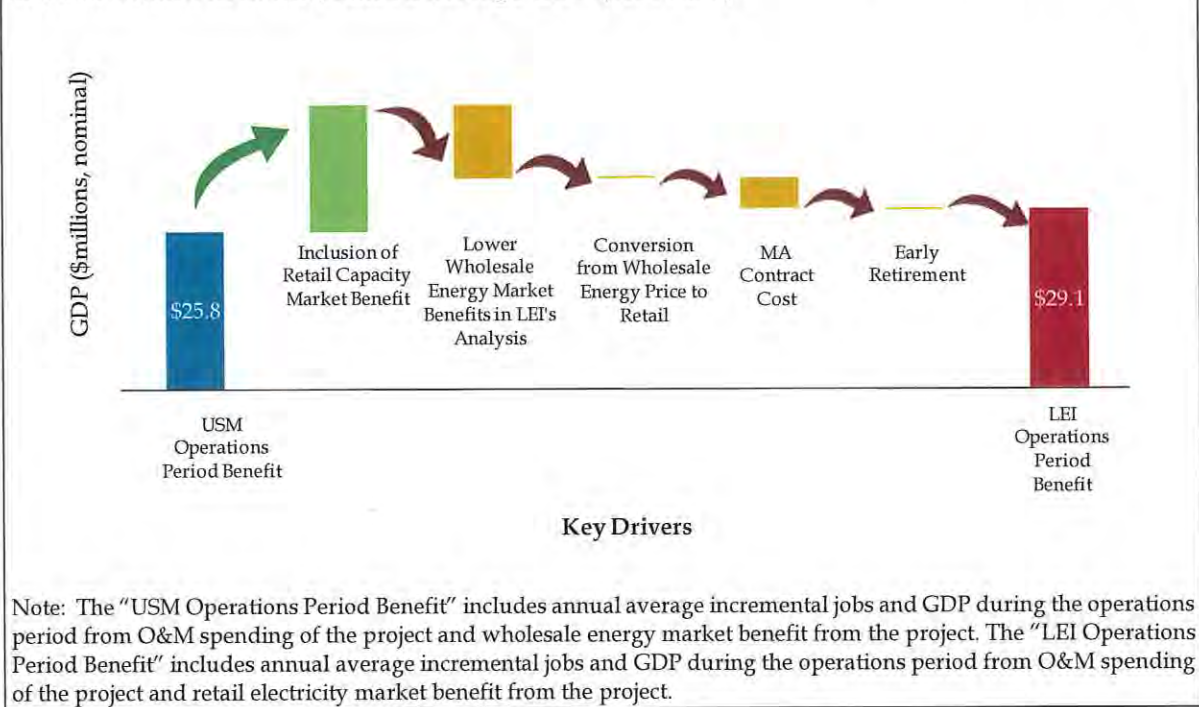 GDP ($millions, nominal)
$25.8
Inclusion of
Retail Capacity
Market Benefit
Lower
Wholesale
Energy Market
Benefits in LEI's
Analysis
Conversion
from Wholesale
Energy Price to
Retail
MA
Contract
Cost
Early
Retirement
$29.1
USM
Operations
Period Benefit
LEI
Operations
Period
Benefit
Key Drivers
Note: The "USM Operations Period Benefit" includes annual average incremental jobs and GDP during the operations
period from O&M spending of the project and wholesale energy market benefit from the project. The "LEI Operations
Period Benefit" includes annual average incremental jobs and GDP during the operations period from O&M spending
of the project and retail electricity market benefit from the project.